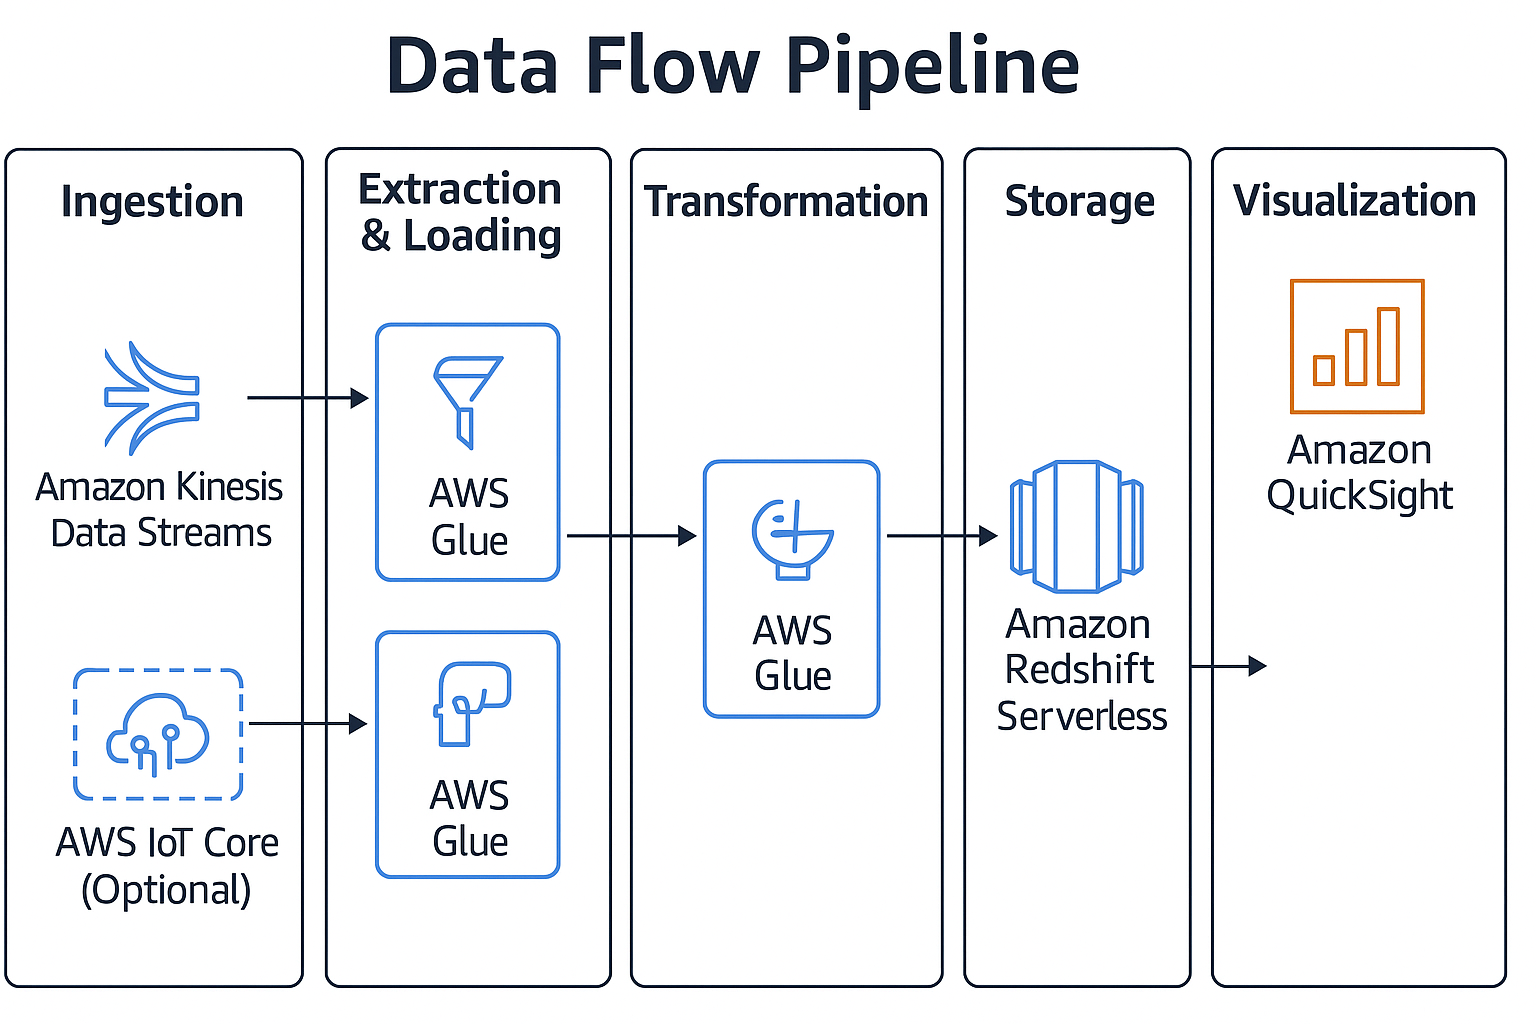 Data Flow Pipeline
Ingestion
Amazon Kinesis
Data Streams
AWS IoT Core
(Optional)
Extraction
& Loading
AWS
Glue
AWS
Glue
Transformation
AWS
Glue
Storage
Amazon
Redshift
Serverless
Visualization
Amazon
QuickSight